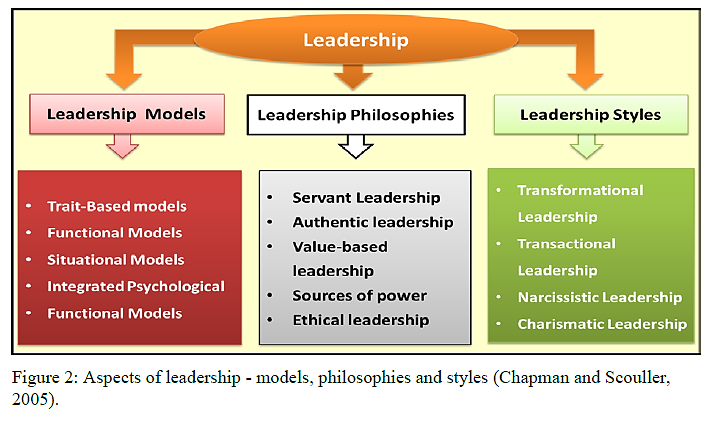 Leadership
Leadership Models
Leadership Philosophies
Leadership Styles
• Trait-Based models
• Functional Models
• Situational Models
• Integrated Psychological
• Functional Models
• Servant Leadership
• Authentic leadership
• Value-based
leadership
• Sources of power
• Ethical leadership
• Transformational
Leadership
• Transactional
Leadership
• Narcissistic Leadership
• Charismatic Leadership
Figure 2: Aspects of leadership - models, philosophies and styles (Chapman and Scouller,
2005).